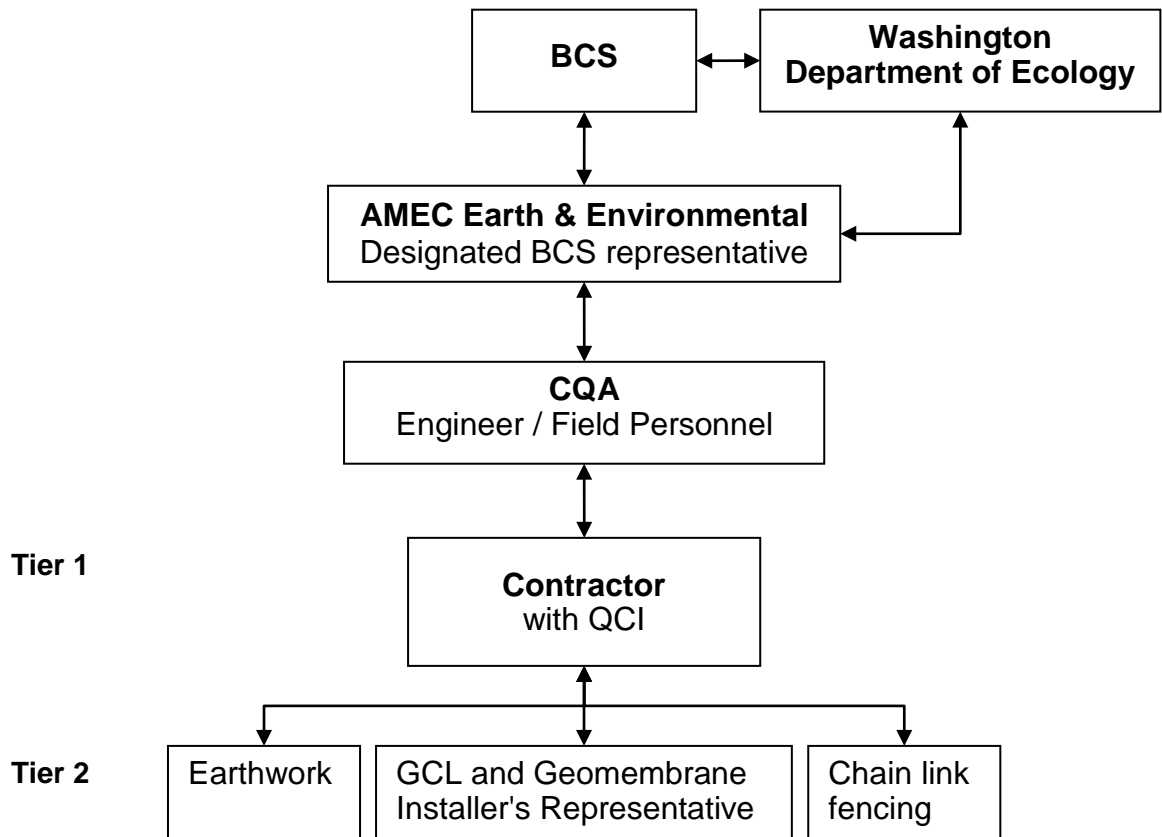 BCS
Washington
Department of Ecology
AMEC Earth & Environmental
Designated BCS representative
CQA
Engineer / Field Personnel
Tier 1
Contractor
with QCI
Tier 2
Earthwork
GCL and Geomembrane
Installer's Representative
Chain link
fencing